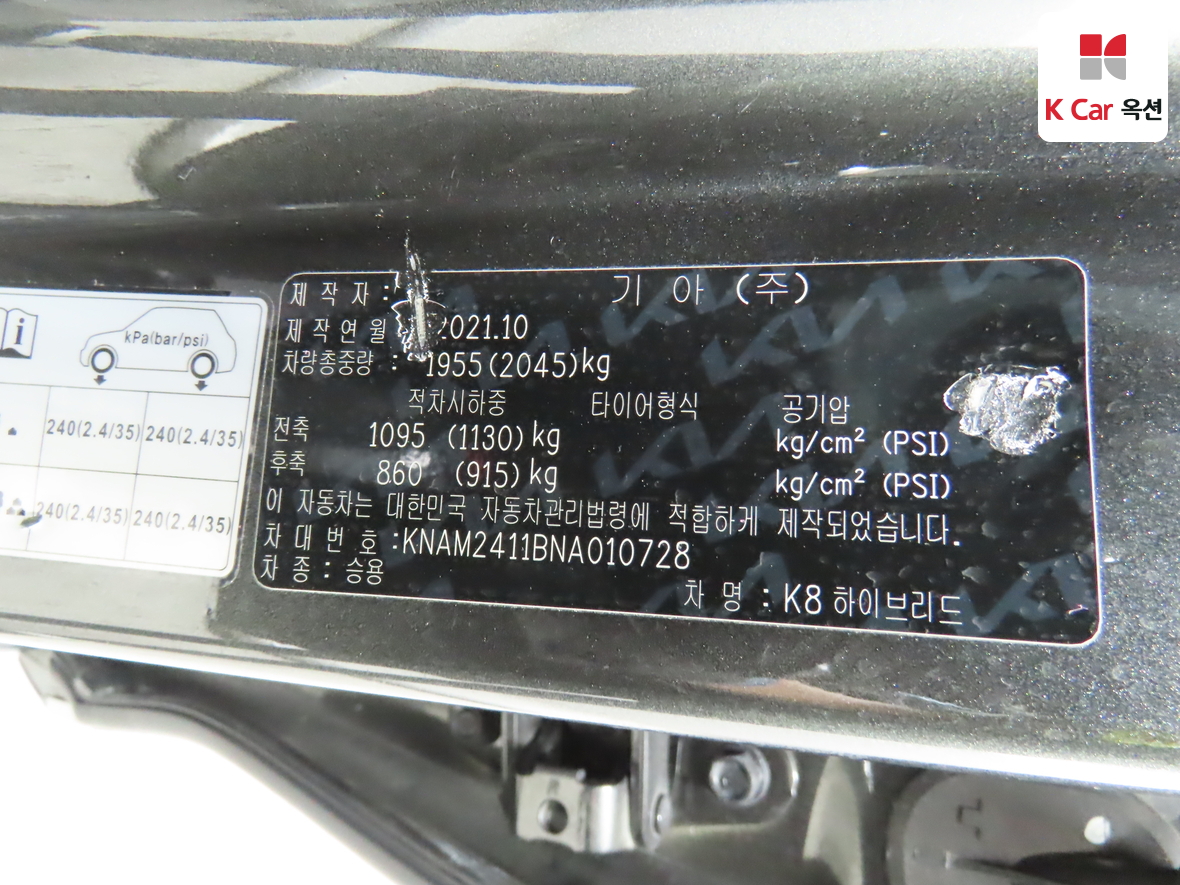 K Car 옥션
제 작 자 : 기 아 (주)
제작연월 2021.10
차량총중량 : 1955(2045)kg
적차시하중 타이어형식 공기압
전축 1095 (1130)kg kg/cm² (PSI)
후축 860 (915)kg kg/cm² (PSI)
이 자동차는 대한민국 자동차관리법령에 적합하게 제작되었습니다.
차 대 번 호 :KNAM2411BNA010728
차 종 : 승용
차 명 : K8 하이브리드
i
kPa(bar/psi)
240(2.4/35) 240(2.4/35)
240(2.4/35) 240(2.4/35)